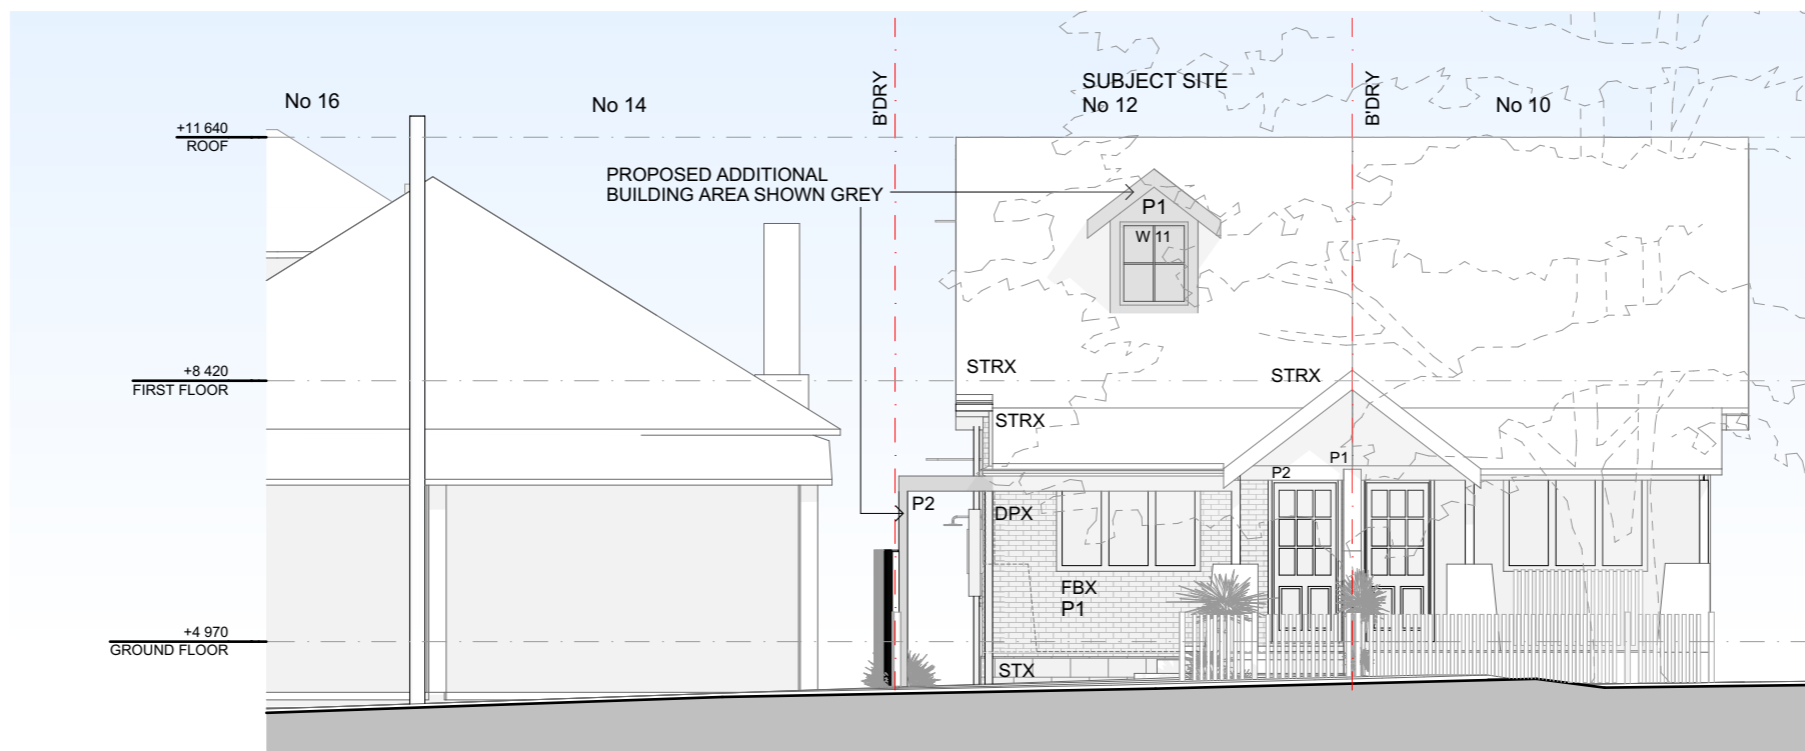 No 16
No 14
B'DRY
SUBJECT SITE
No 12
B'DRY
No 10
+11 640
ROOF
PROPOSED ADDITIONAL
BUILDING AREA SHOWN GREY
P1
W 11
+8 420
FIRST FLOOR
STRX
STRX
STRX
P1
P2
P2
DPX
FBX
P1
+4 970
GROUND FLOOR
STX